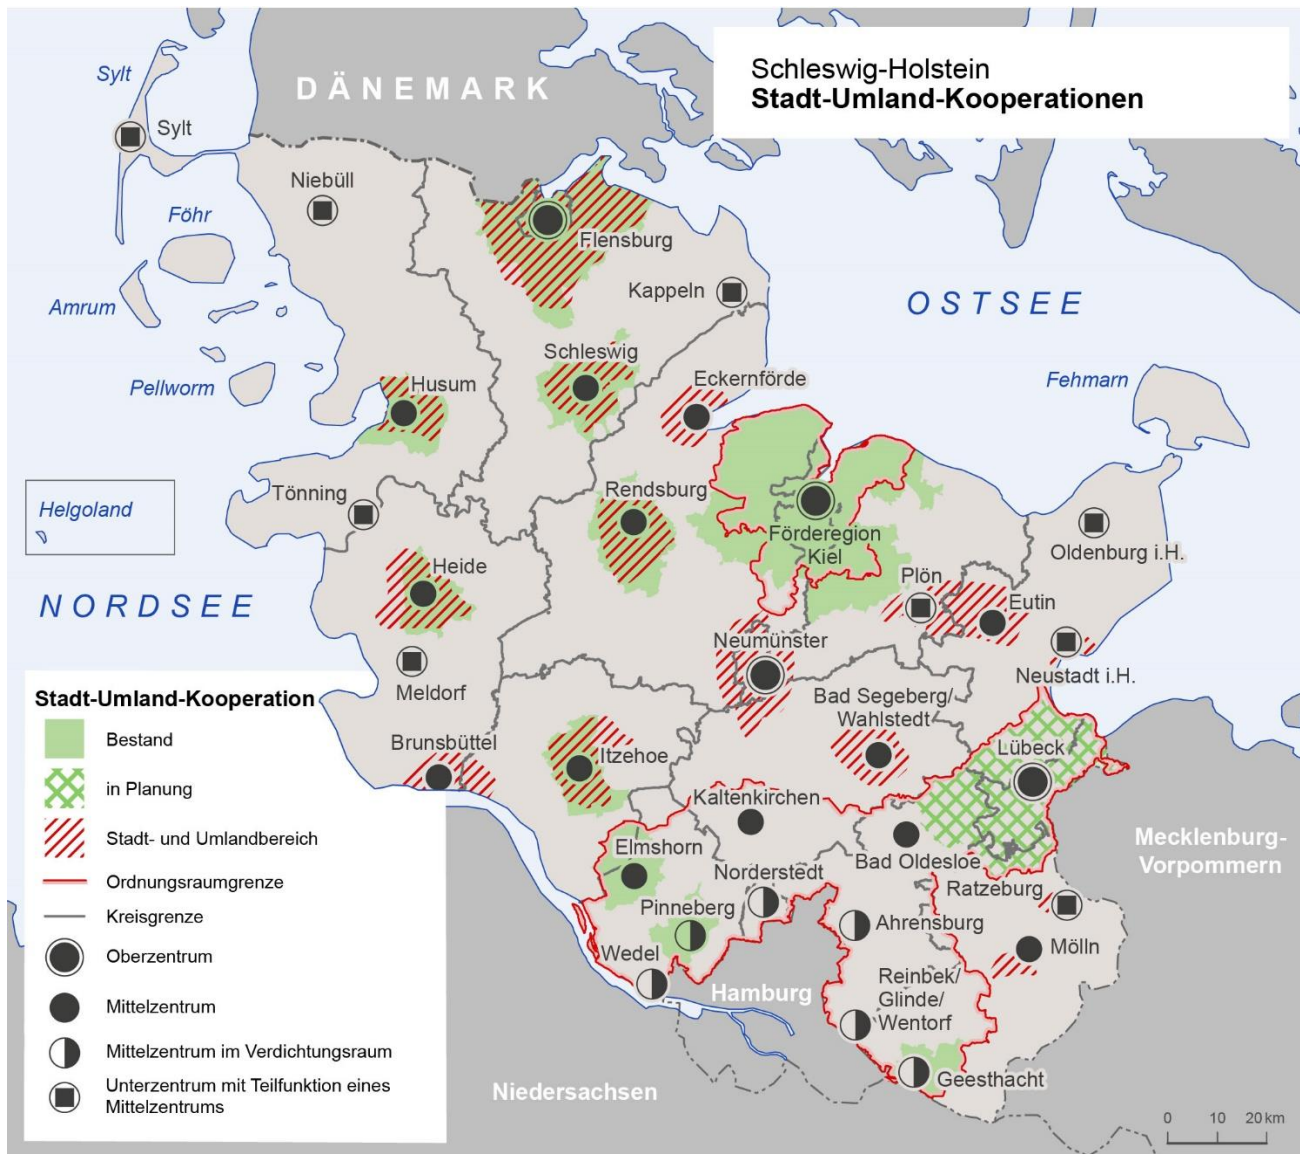 Schleswig-Holstein
Stadt-Umland-Kooperationen
DÄNEMARK
Sylt
Sylt
Niebüll
Föhr
Flensburg
Kappeln
Amrum
OSTSEE
Schleswig
Pellworm
Husum
Eckernförde
Fehmarn
Tönning
Rendsburg
Helgoland
Förderegion
Kiel
Oldenburg i.H.
Heide
Plön
NORDSEE
Eutin
Neumünster
Meldorf
Neustadt i.H.
Bad Segeberg/
Wahlstedt
Brunsbüttel
Itzehoe
Lübeck
Kaltenkirchen
Elmshorn
Bad Oldesloe
Mecklenburg-
Vorpommern
Norderstedt
Ratzeburg
Pinneberg
Ahrensburg
Wedel
Mölln
Hamburg
Reinbek/
Glinde/
Wentorf
Niedersachsen
Geesthacht
Stadt-Umland-Kooperation
Bestand
in Planung
Stadt- und Umlandbereich
Ordnungsraumgrenze
Kreisgrenze
Oberzentrum
Mittelzentrum
Mittelzentrum im Verdichtungsraum
Unterzentrum mit Teilfunktion eines
Mittelzentrums
0 10 20 km